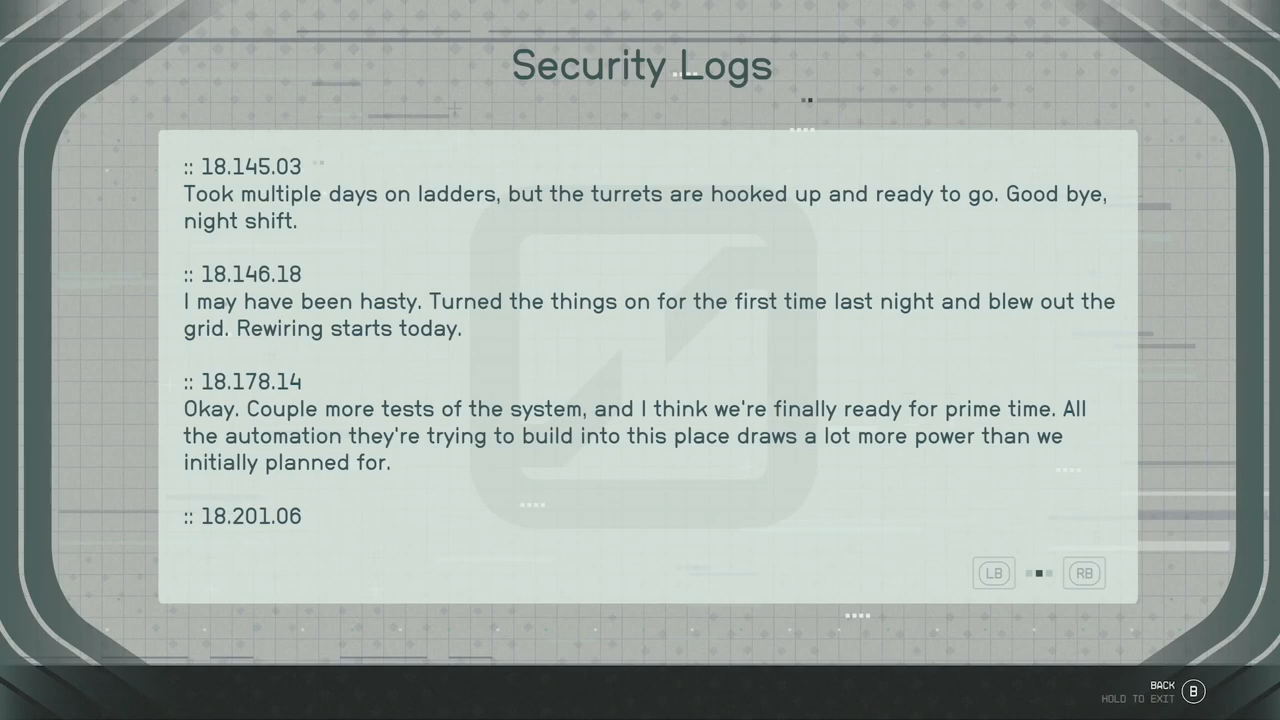 Security Logs
:: 18.145.03
Took multiple days on ladders, but the turrets are hooked up and ready to go. Good bye,
night shift.
:: 18.146.18
I may have been hasty. Turned the things on for the first time last night and blew out the
grid. Rewiring starts today.
:: 18.178.14
Okay. Couple more tests of the system, and I think we're finally ready for prime time. All
the automation they're trying to build into this place draws a lot more power than we
initially planned for.
:: 18.201.06
LB RB
BACK B
HOLD TO EXIT